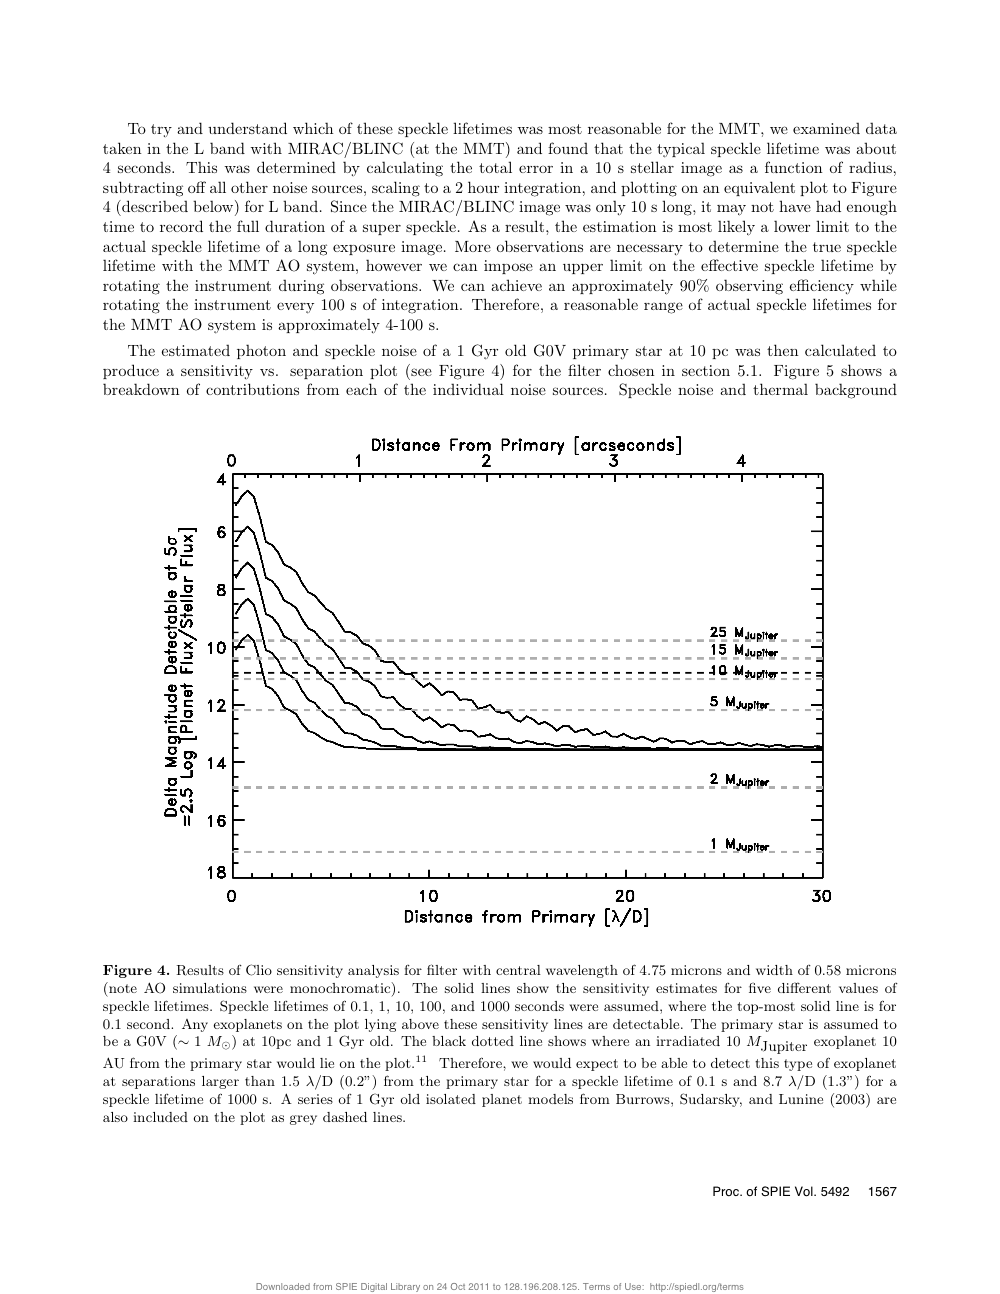 To try and understand which of these speckle lifetimes was most reasonable for the MMT, we examined data
taken in the L band with MIRAC/BLINC (at the MMT) and found that the typical speckle lifetime was about
4 seconds. This was determined by calculating the total error in a 10 s stellar image as a function of radius,
subtracting off all other noise sources, scaling to a 2 hour integration, and plotting on an equivalent plot to Figure
4 (described below) for L band. Since the MIRAC/BLINC image was only 10 s long, it may not have had enough
time to record the full duration of a super speckle. As a result, the estimation is most likely a lower limit to the
actual speckle lifetime of a long exposure image. More observations are necessary to determine the true speckle
lifetime with the MMT AO system, however we can impose an upper limit on the effective speckle lifetime by
rotating the instrument during observations. We can achieve an approximately 90% observing efficiency while
rotating the instrument every 100 s of integration. Therefore, a reasonable range of actual speckle lifetimes for
the MMT AO system is approximately 4-100 s.
The estimated photon and speckle noise of a 1 Gyr old G0V primary star at 10 pc was then calculated to
produce a sensitivity vs. separation plot (see Figure 4) for the filter chosen in section 5.1. Figure 5 shows a
breakdown of contributions from each of the individual noise sources. Speckle noise and thermal background
Distance From Primary [arcseconds]
0 1 2 3 4
4
6
8
10
12
14
16
18
Delta Magnitude Detectable at 5σ
=2.5 Log [Planet Flux/Stellar Flux]
25 MJupiter
15 MJupiter
10 MJupiter
5 MJupiter
2 MJupiter
1 MJupiter
0 10 20 30
Distance from Primary [λ/D]
Figure 4. Results of Clio sensitivity analysis for filter with central wavelength of 4.75 microns and width of 0.58 microns
(note AO simulations were monochromatic). The solid lines show the sensitivity estimates for five different values of
speckle lifetimes. Speckle lifetimes of 0.1, 1, 10, 100, and 1000 seconds were assumed, where the top-most solid line is for
0.1 second. Any exoplanets on the plot lying above these sensitivity lines are detectable. The primary star is assumed to
be a G0V (∼ 1 M⊙) at 10pc and 1 Gyr old. The black dotted line shows where an irradiated 10 MJupiter exoplanet 10
AU from the primary star would lie on the plot.11 Therefore, we would expect to be able to detect this type of exoplanet
at separations larger than 1.5 λ/D (0.2”) from the primary star for a speckle lifetime of 0.1 s and 8.7 λ/D (1.3”) for a
speckle lifetime of 1000 s. A series of 1 Gyr old isolated planet models from Burrows, Sudarsky, and Lunine (2003) are
also included on the plot as grey dashed lines.
Proc. of SPIE Vol. 5492 1567
Downloaded from SPIE Digital Library on 24 Oct 2011 to 128.196.208.125. Terms of Use: http://spiedl.org/terms